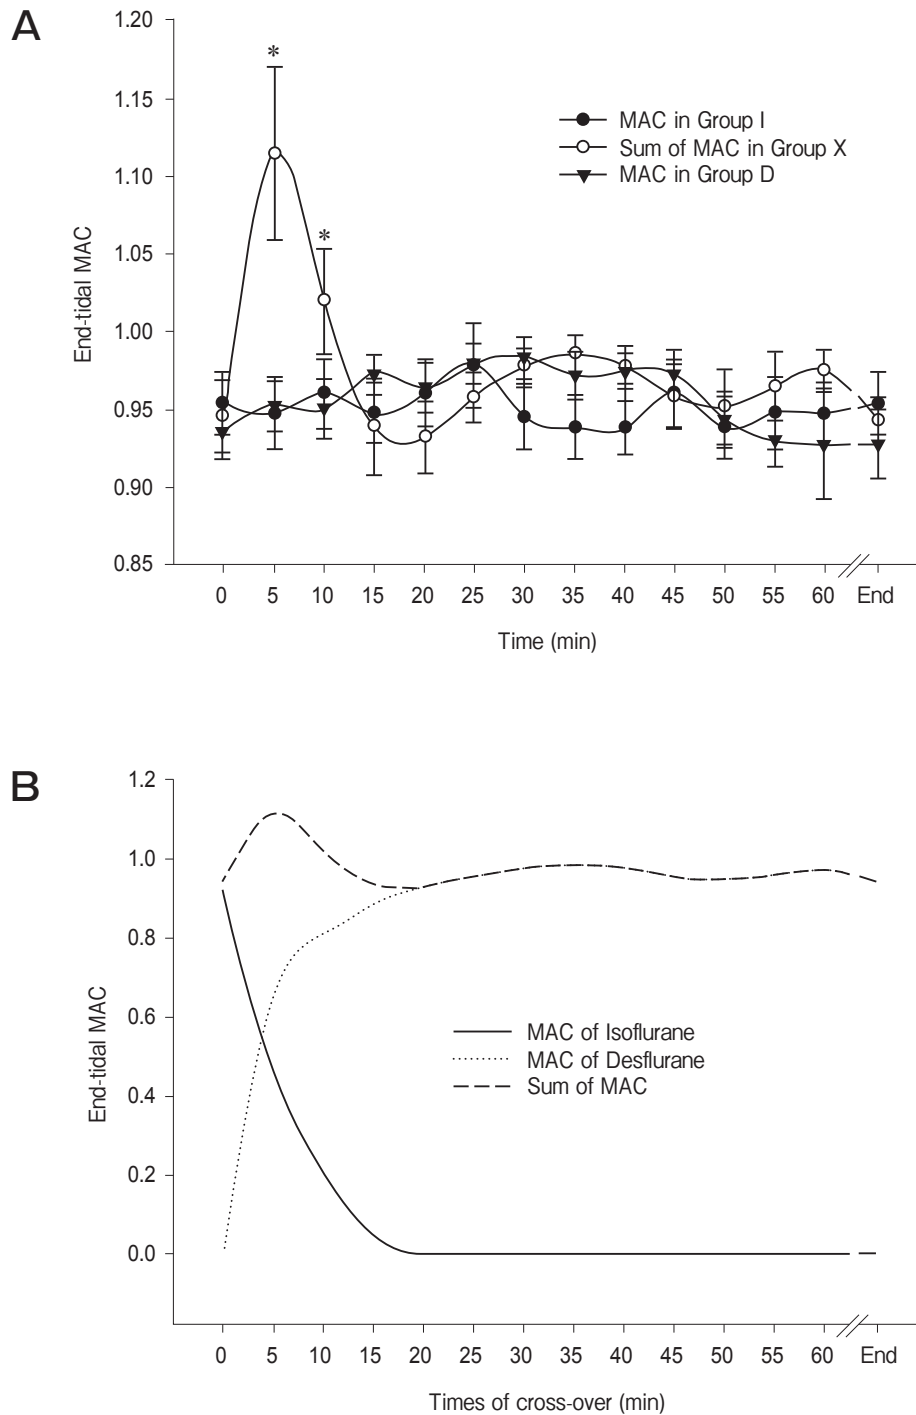 A
1.20
1.15
1.10
1.05
1.00
0.95
0.90
0.85
End-tidal MAC
*
*
MAC in Group I
Sum of MAC in Group X
MAC in Group D
0 5 10 15 20 25 30 35 40 45 50 55 60 End
Time (min)
B
1.2
1.0
0.8
0.6
0.4
0.2
0.0
End-tidal MAC
MAC of Isoflurane
MAC of Desflurane
Sum of MAC
0 5 10 15 20 25 30 35 40 45 50 55 60 End
Times of cross-over (min)